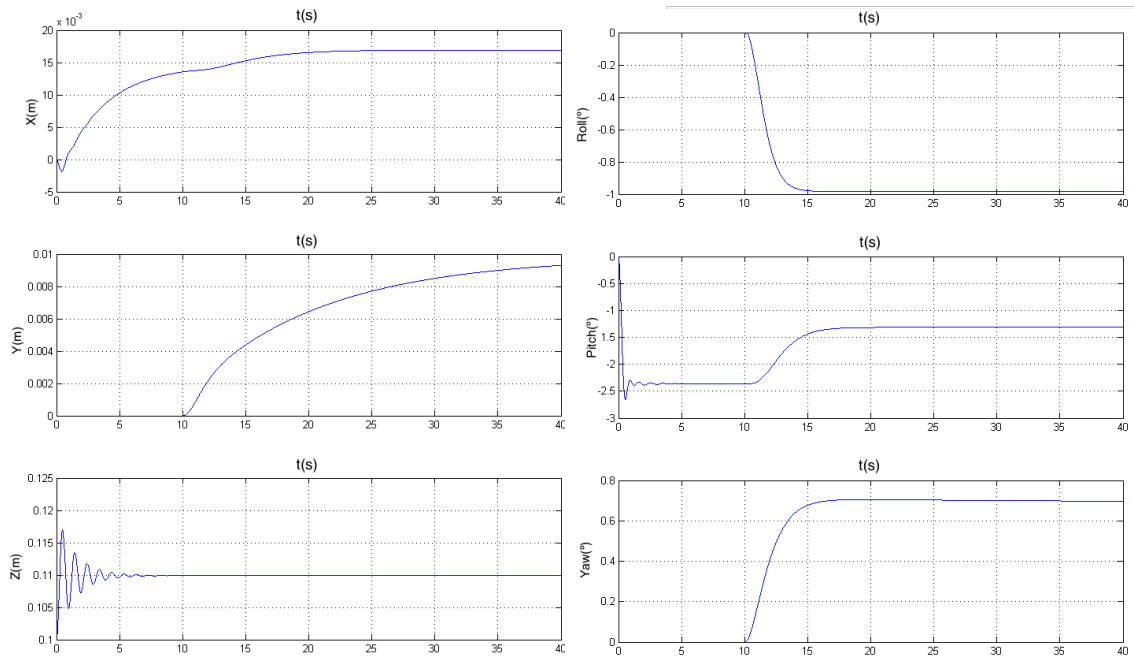 t(s)
x 10⁻³
20
15
10
5
0
-5
X(m)
0 5 10 15 20 25 30 35 40
t(s)
0.01
0.008
0.006
0.004
0.002
0
Y(m)
0 5 10 15 20 25 30 35 40
t(s)
0.125
0.12
0.115
0.11
0.105
0.1
Z(m)
0 5 10 15 20 25 30 35 40
t(s)
0
-0.2
-0.4
-0.6
-0.8
-1
Roll(º)
0 5 10 15 20 25 30 35 40
t(s)
0
-0.5
-1
-1.5
-2
-2.5
-3
Pitch(º)
0 5 10 15 20 25 30 35 40
t(s)
0.8
0.6
0.4
0.2
0
Yaw(º)
0 5 10 15 20 25 30 35 40